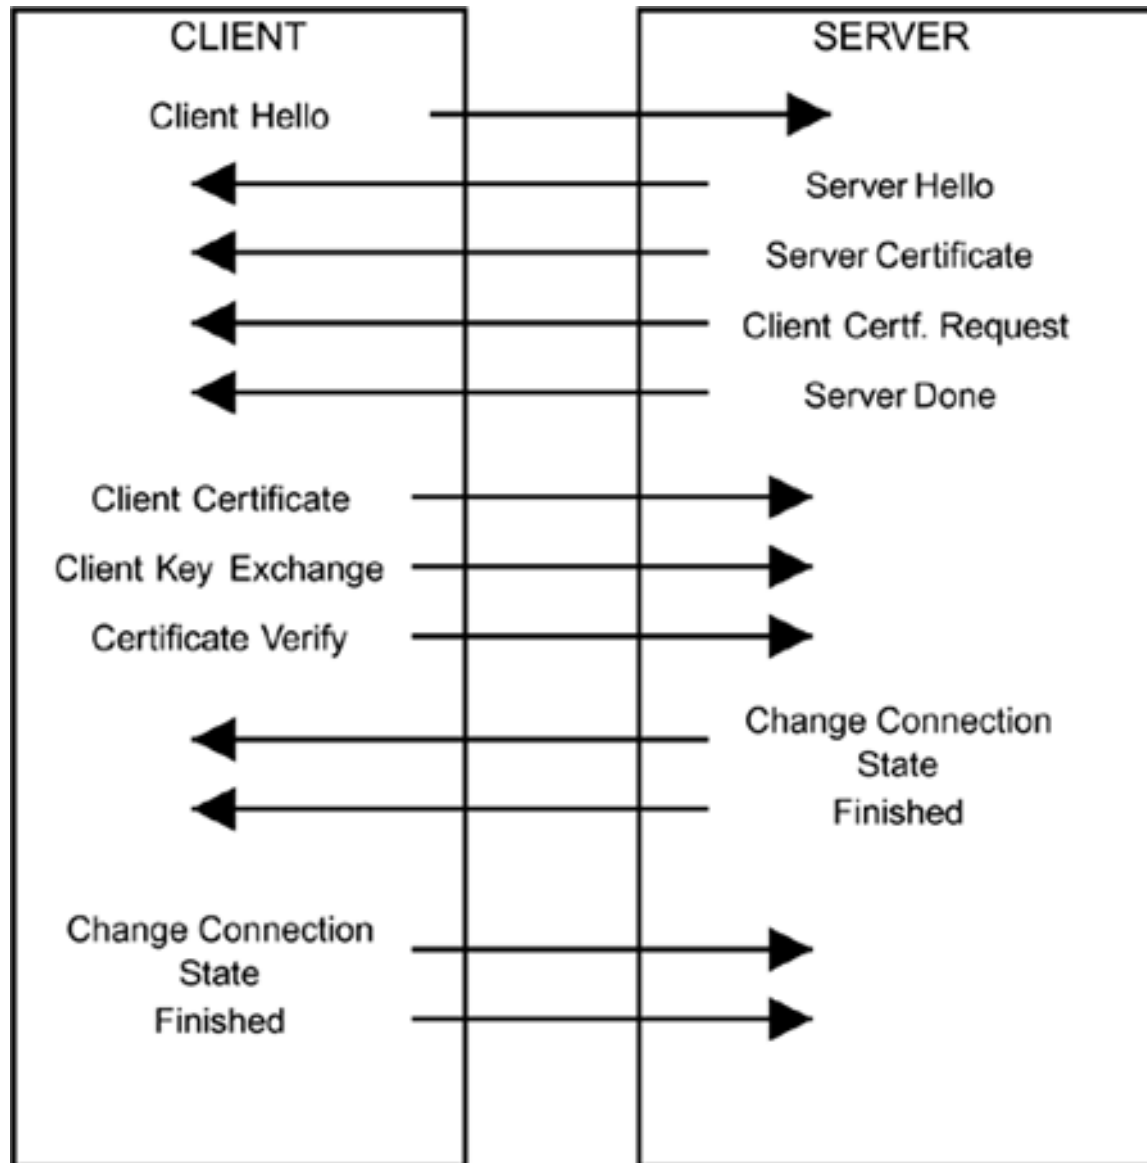 CLIENT
SERVER
Client Hello
Server Hello
Server Certificate
Client Certf. Request
Server Done
Client Certificate
Client Key Exchange
Certificate Verify
Change Connection
State
Finished
Change Connection
State
Finished